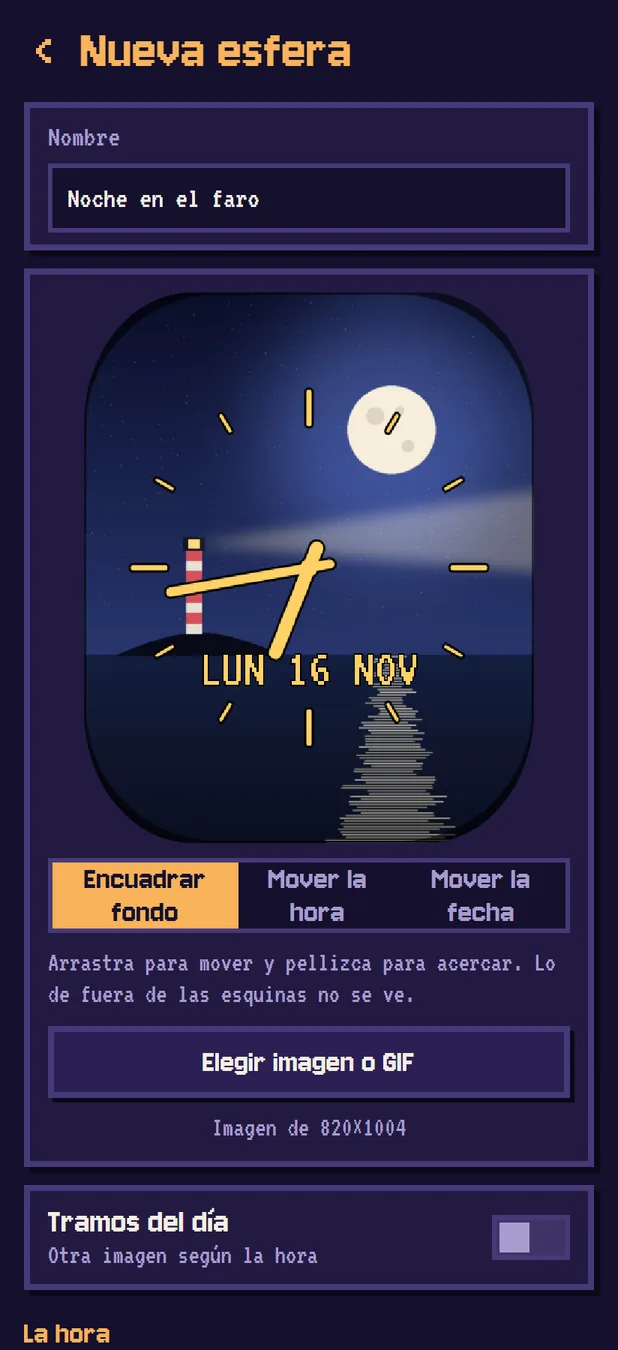 Nueva esfera
Nombre
Noche en el faro
LUN 16 NOV
Encuadrar
fondo
Mover la
hora
Mover la
fecha
Arrastra para mover y pellizca para acercar. Lo
de fuera de las esquinas no se ve.
Elegir imagen o GIF
Imagen de 820X1004
Tramos del día
Otra imagen según la hora
La hora